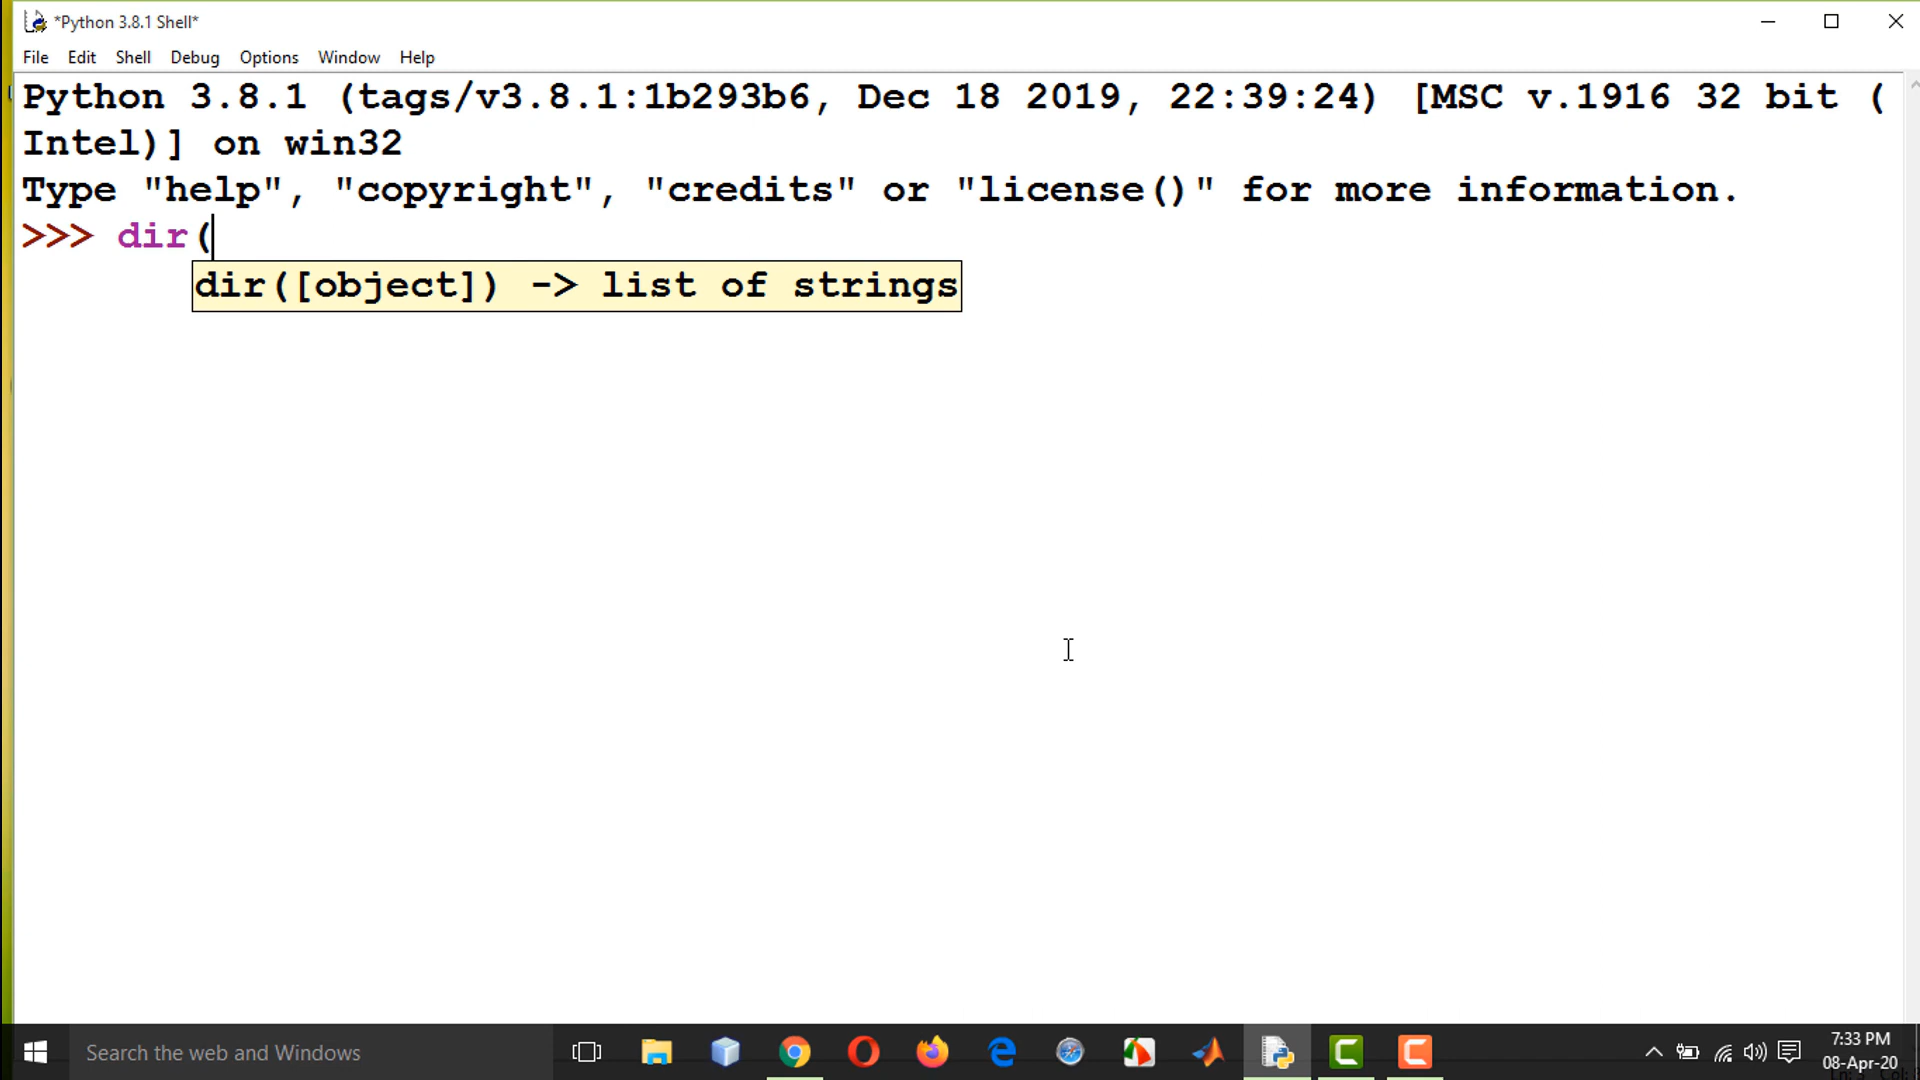 *Python 3.8.1 Shell*
File Edit Shell Debug Options Window Help
Python 3.8.1 (tags/v3.8.1:1b293b6, Dec 18 2019, 22:39:24) [MSC v.1916 32 bit (
Intel)] on win32
Type "help", "copyright", "credits" or "license()" for more information.
>>> dir(
dir([object]) -> list of strings
Search the web and Windows
7:33 PM
08-Apr-20